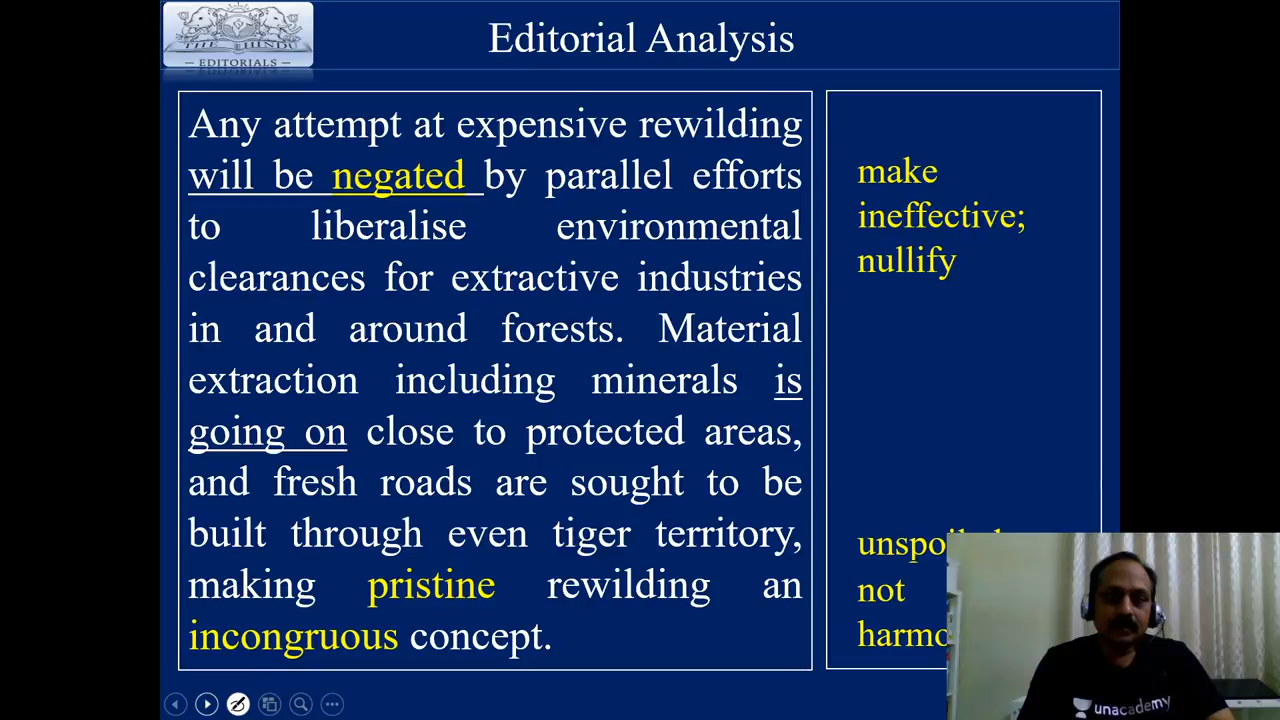 THE HINDU
— EDITORIALS —
Editorial Analysis
Any attempt at expensive rewilding
will be negated by parallel efforts
to liberalise environmental
clearances for extractive industries
in and around forests. Material
extraction including minerals is
going on close to protected areas,
and fresh roads are sought to be
built through even tiger territory,
making pristine rewilding an
incongruous concept.
make
ineffective;
nullify
not
unacademy